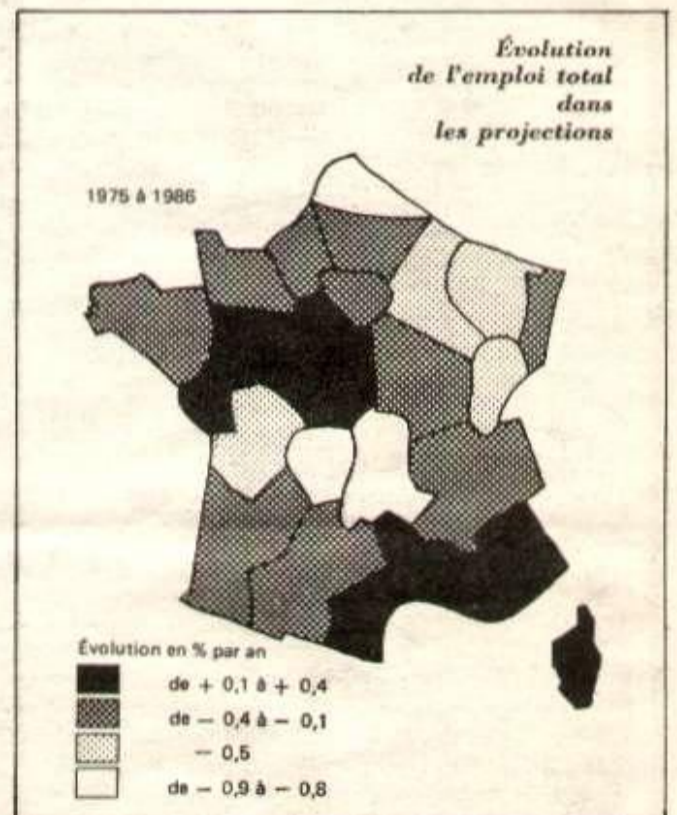 Évolution
de l'emploi total
dans
les projections
1975 à 1986
Évolution en % par an
de + 0,1 à + 0,4
de — 0,4 à — 0,1
— 0,5
de — 0,9 à — 0,8